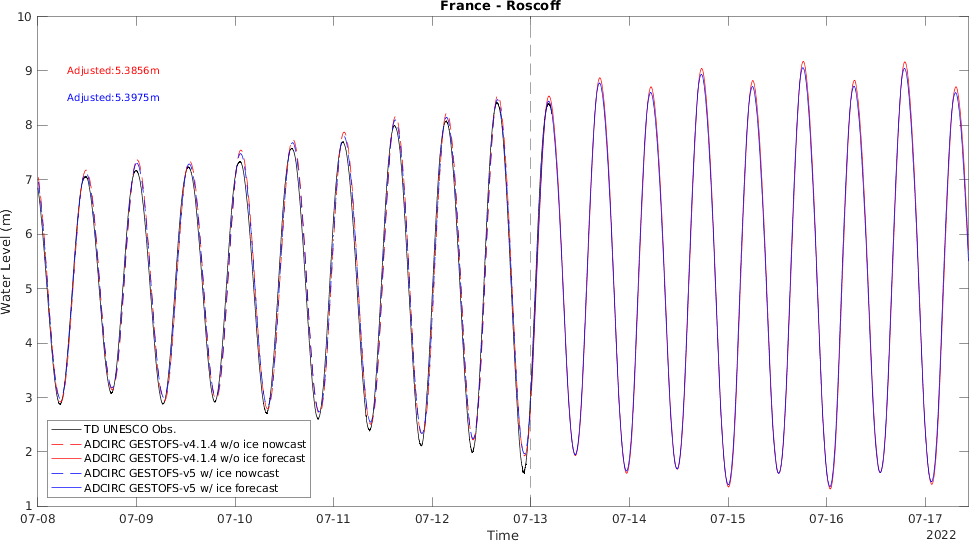 France - Roscoff
10
9
8
7
6
5
4
3
2
1
Water Level (m)
Adjusted:5.3856m
Adjusted:5.3975m
TD UNESCO Obs.
ADCIRC GESTOFS-v4.1.4 w/o ice nowcast
ADCIRC GESTOFS-v4.1.4 w/o ice forecast
ADCIRC GESTOFS-v5 w/ ice nowcast
ADCIRC GESTOFS-v5 w/ ice forecast
07-08 07-09 07-10 07-11 07-12 07-13 07-14 07-15 07-16 07-17
Time
2022